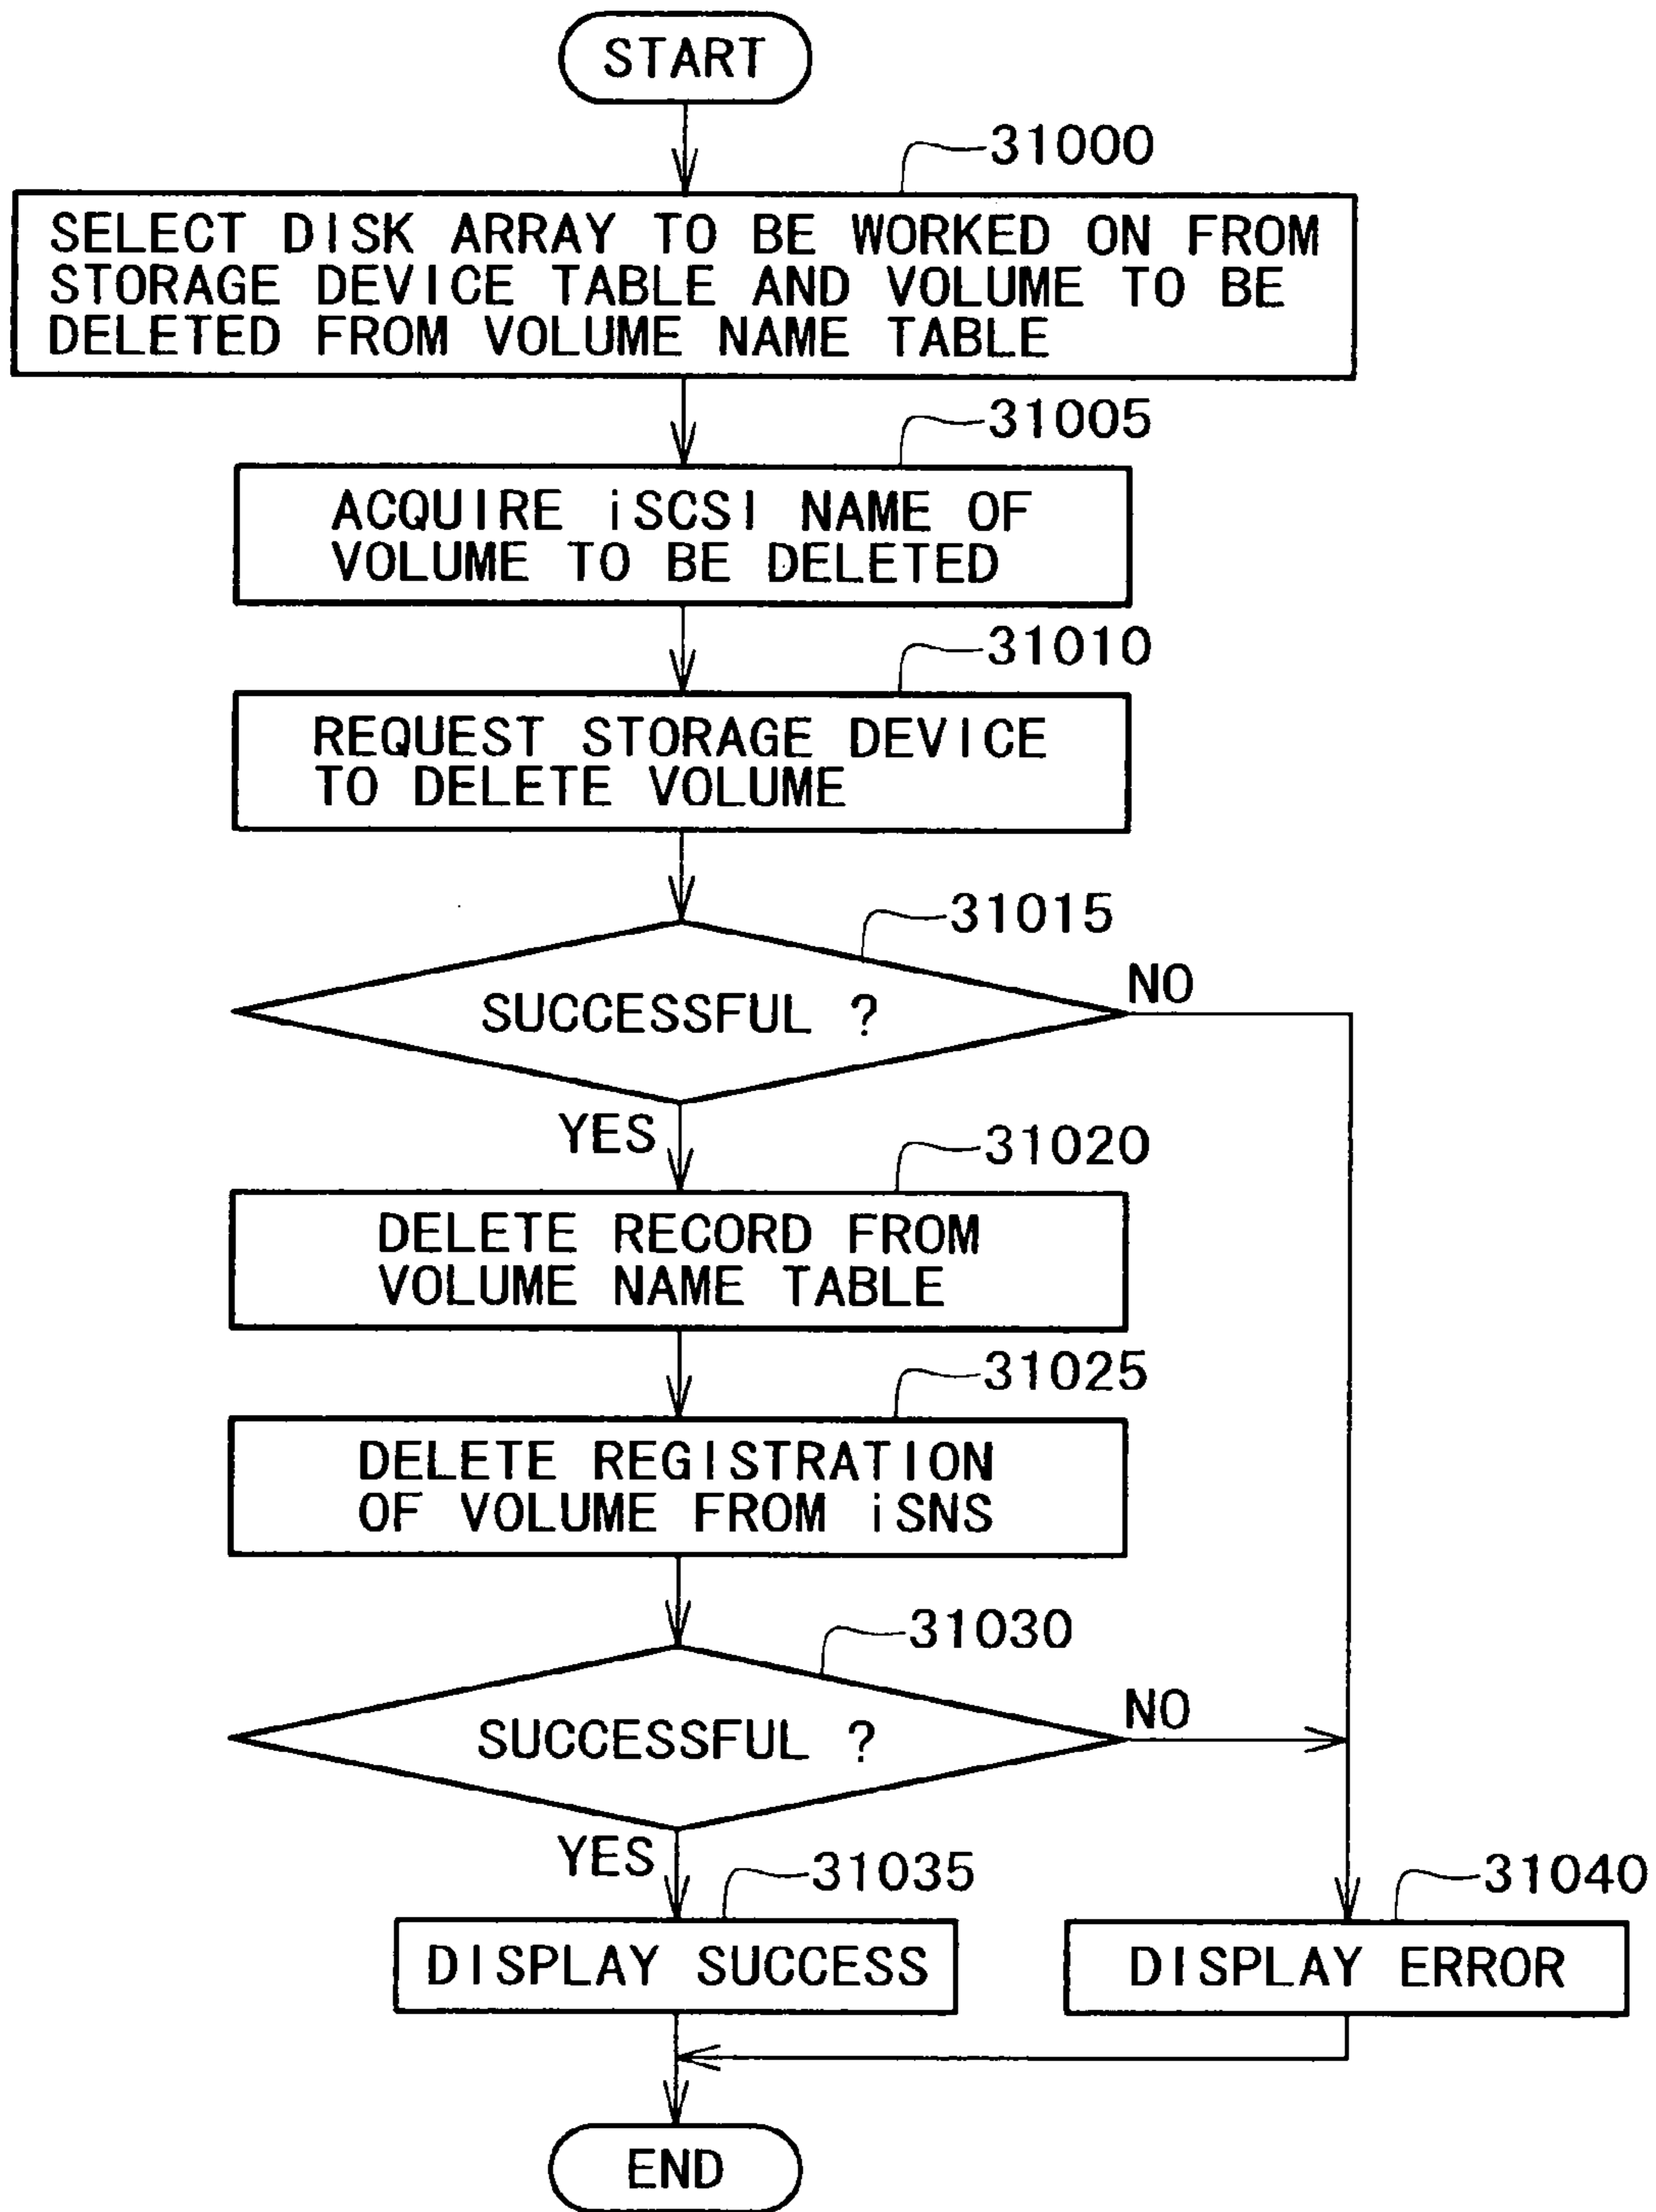 START
31000
SELECT DISK ARRAY TO BE WORKED ON FROM
STORAGE DEVICE TABLE AND VOLUME TO BE
DELETED FROM VOLUME NAME TABLE
31005
ACQUIRE iSCSI NAME OF
VOLUME TO BE DELETED
31010
REQUEST STORAGE DEVICE
TO DELETE VOLUME
31015
SUCCESSFUL ?
NO
YES
31020
DELETE RECORD FROM
VOLUME NAME TABLE
31025
DELETE REGISTRATION
OF VOLUME FROM iSNS
31030
SUCCESSFUL ?
NO
YES
31035
DISPLAY SUCCESS
31040
DISPLAY ERROR
END